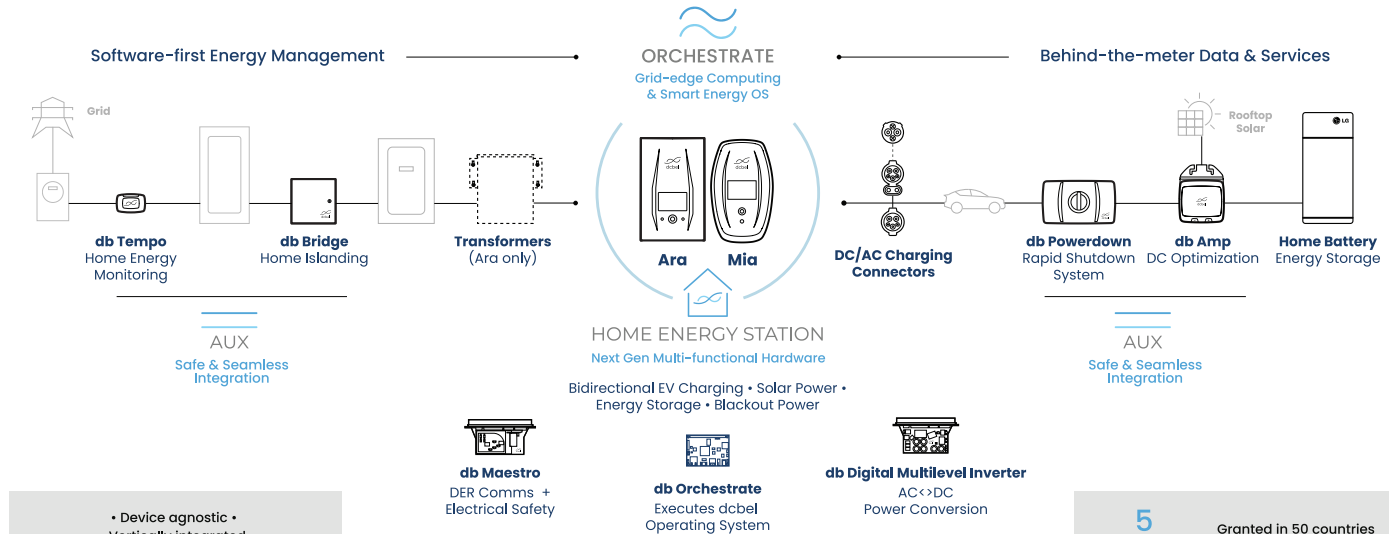 Software-first Energy Management
ORCHESTRATE
Grid-edge Computing
& Smart Energy OS
Behind-the-meter Data & Services
Grid
Rooftop
Solar
LG
dcbel
dcbel
db Tempo
Home Energy
Monitoring
db Bridge
Home Islanding
Transformers
(Ara only)
Ara
Mia
DC/AC Charging
Connectors
db Powerdown
Rapid Shutdown
System
db Amp
DC Optimization
Home Battery
Energy Storage
AUX
Safe & Seamless
Integration
HOME ENERGY STATION
Next Gen Multi-functional Hardware
Bidirectional EV Charging • Solar Power •
Energy Storage • Blackout Power
AUX
Safe & Seamless
Integration
db Maestro
DER Comms +
Electrical Safety
db Orchestrate
Executes dcbel
Operating System
db Digital Multilevel Inverter
AC<>DC
Power Conversion
• Device agnostic •
Vertically integrated
5
Granted in 50 countries